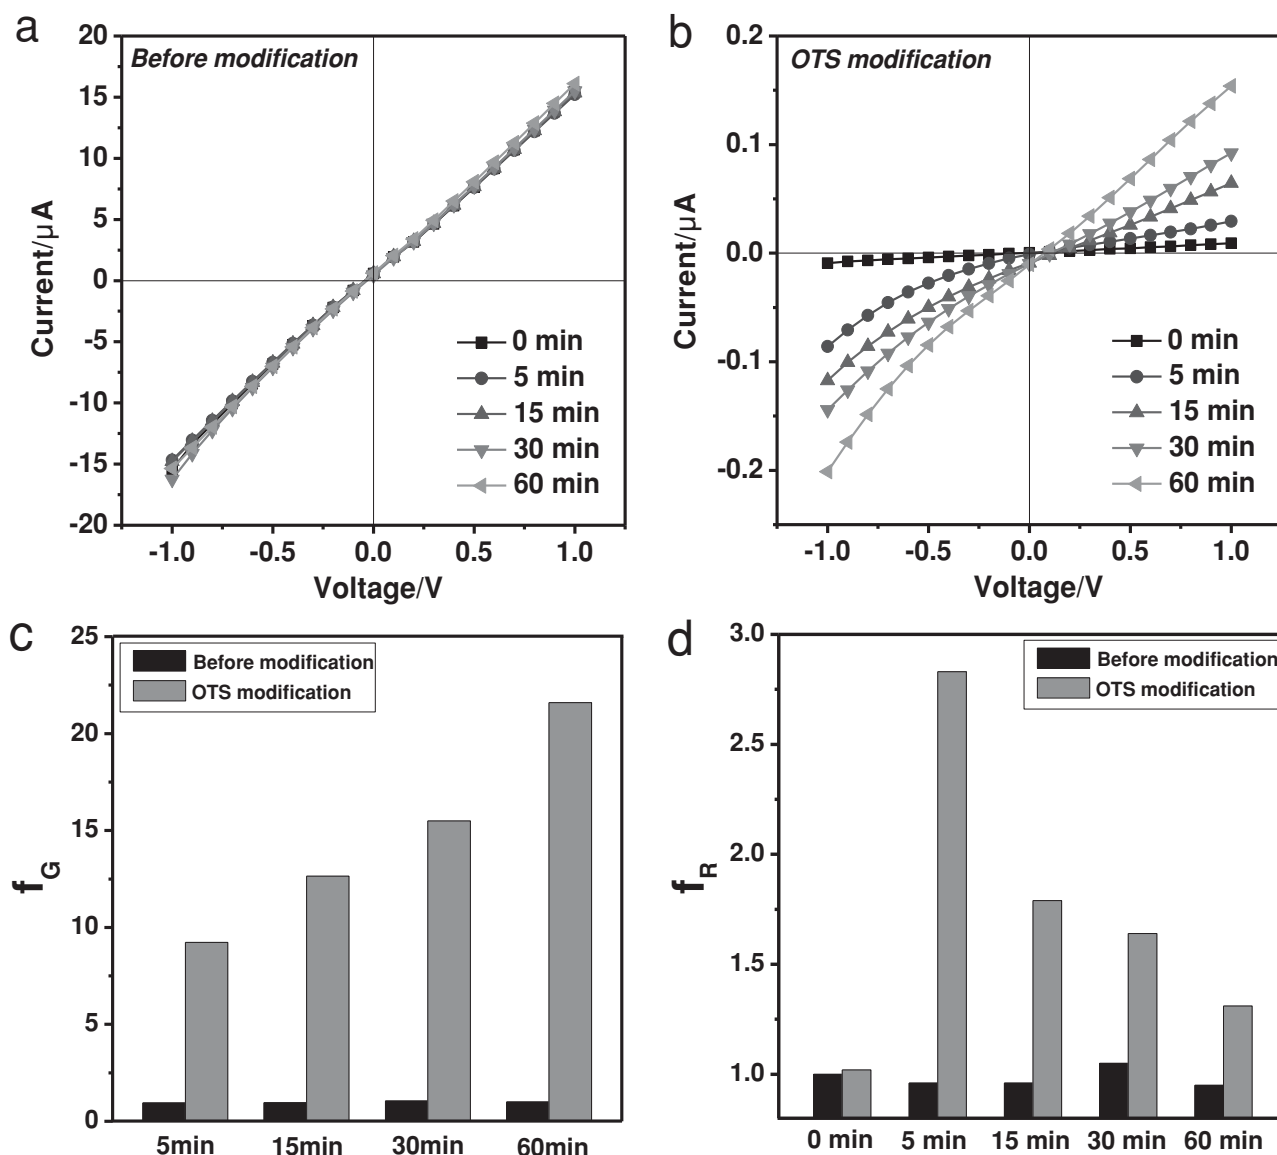 a
Before modification
20
15
10
5
0
-5
-10
-15
-20
Current/μA
-1.0 -0.5 0.0 0.5 1.0
Voltage/V
0 min
5 min
15 min
30 min
60 min
b
OTS modification
0.2
0.1
0.0
-0.1
-0.2
Current/μA
-1.0 -0.5 0.0 0.5 1.0
Voltage/V
0 min
5 min
15 min
30 min
60 min
c
Before modification
OTS modification
25
20
15
10
5
0
fG
5min 15min 30min 60min
d
Before modification
OTS modification
3.0
2.5
2.0
1.5
1.0
fR
0 min 5 min 15 min 30 min 60 min